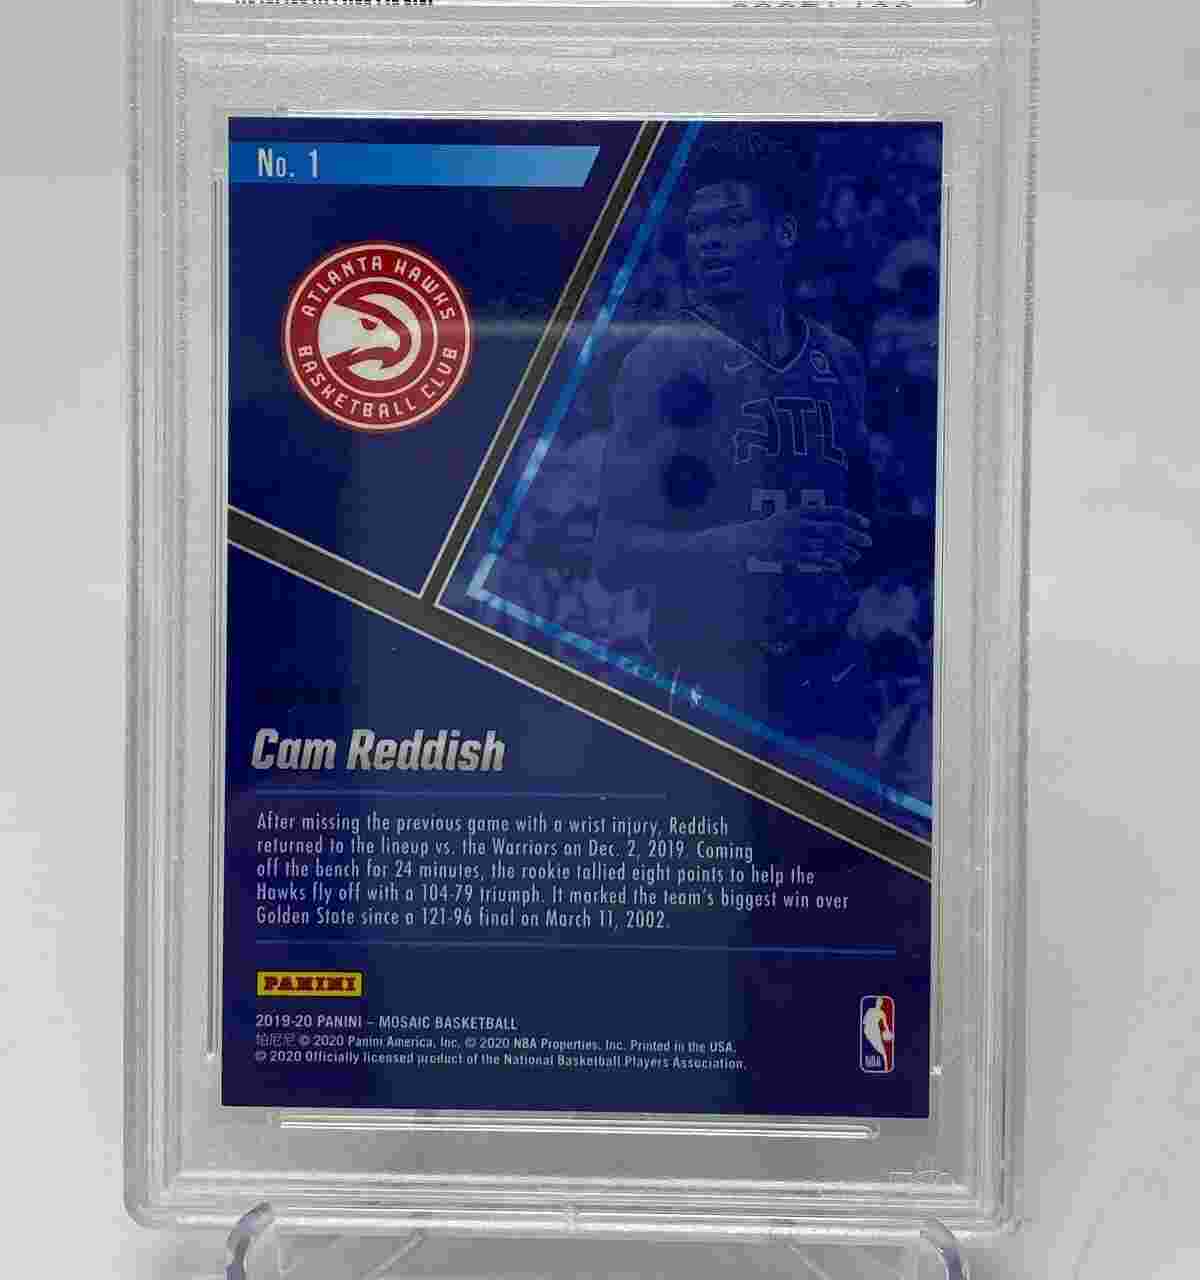 No. 1
ATLANTA HAWKS
BASKETBALL CLUB
ATL
22
Cam Reddish
After missing the previous game with a wrist injury, Reddish
returned to the lineup vs. the Warriors on Dec. 2, 2019. Coming
off the bench for 24 minutes, the rookie tallied eight points to help the
Hawks fly off with a 104-79 triumph. It marked the team's biggest win over
Golden State since a 121-96 final on March 11, 2002.
PANINI
2019-20 PANINI – MOSAIC BASKETBALL
帕尼尼 © 2020 Panini America, Inc. © 2020 NBA Properties, Inc. Printed in the USA.
© 2020 Officially licensed product of the National Basketball Players Association.
NBA